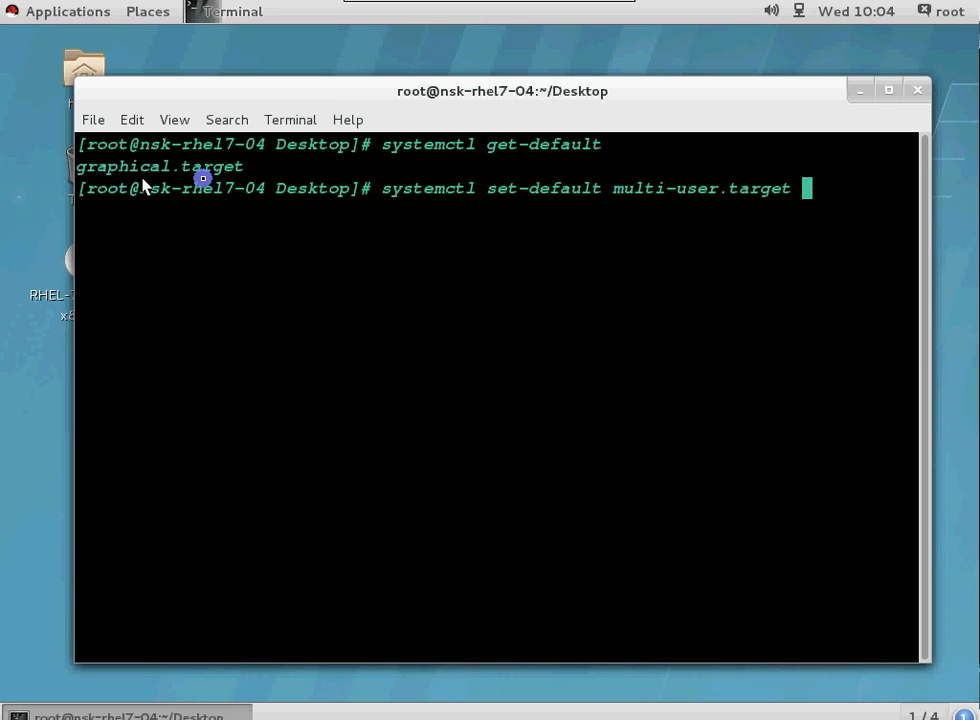 Applications Places Terminal Wed 10:04 root
root@nsk-rhel7-04:~/Desktop
File Edit View Search Terminal Help
[root@nsk-rhel7-04 Desktop]# systemctl get-default
graphical.target
[root@nsk-rhel7-04 Desktop]# systemctl set-default multi-user.target
RHEL-7
root@nsk-rhel7-04:~/Desktop 1 / 4